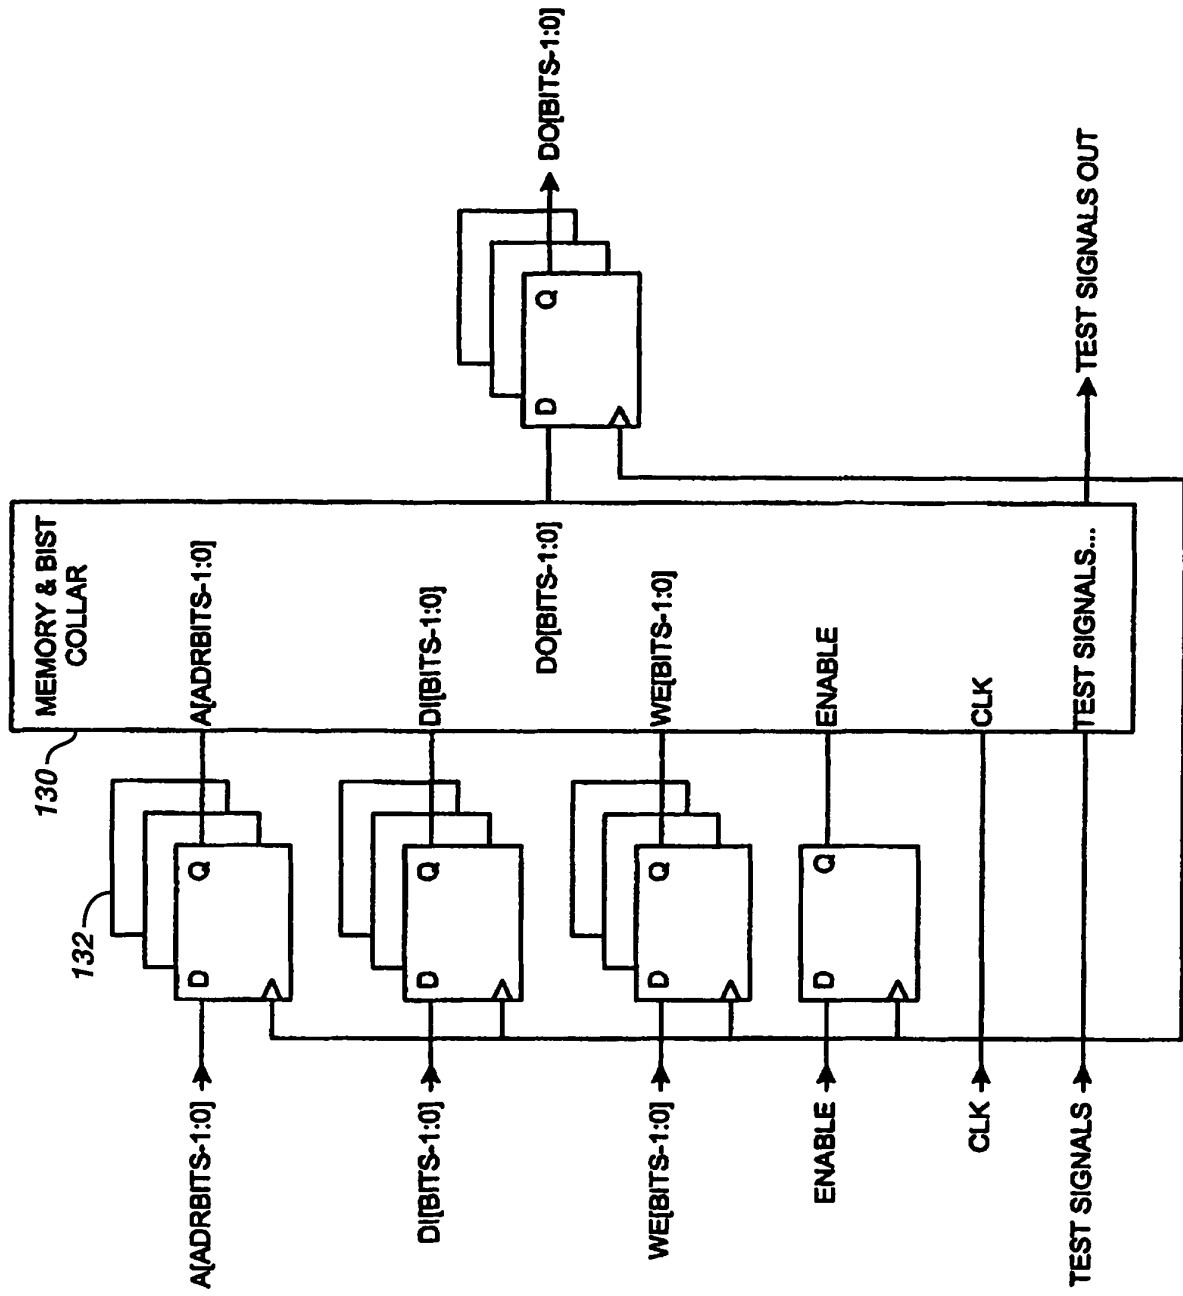 MEMORY & BIST
COLLAR
130
132
A[ADRBITS-1:0]
D
Q
A[ADRBITS-1:0]
DI[BITS-1:0]
D
Q
DI[BITS-1:0]
DO[BITS-1:0]
D
Q
DO[BITS-1:0]
WE[BITS-1:0]
D
Q
WE[BITS-1:0]
ENABLE
D
Q
ENABLE
CLK
CLK
TEST SIGNALS
TEST SIGNALS...
TEST SIGNALS OUT